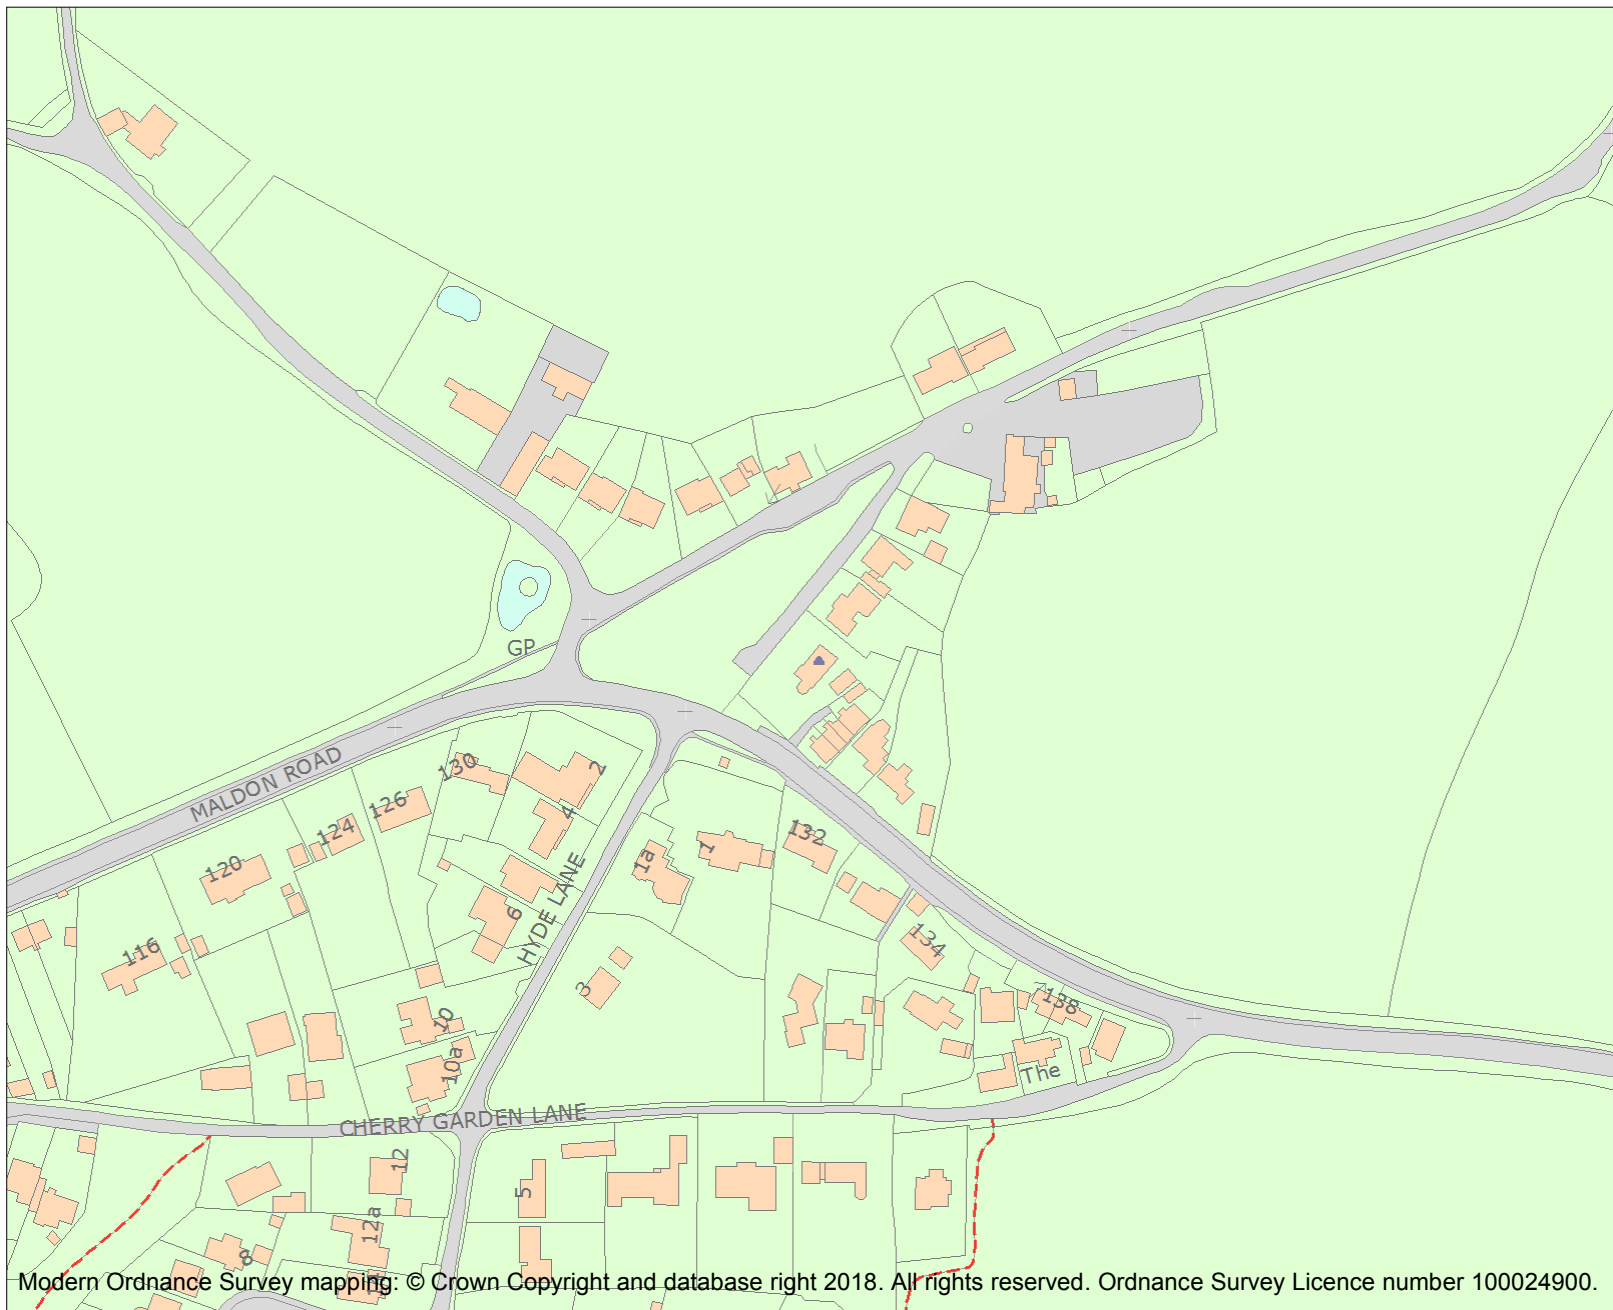 GP
MALDON ROAD
130
2
126
4
124
132
120
1
1a
HYDE LANE
6
134
116
3
138
10
10a
The
CHERRY GARDEN LANE
12
5
12a
8
Modern Ordnance Survey mapping: © Crown Copyright and database right 2018. All rights reserved. Ordnance Survey Licence number 100024900.